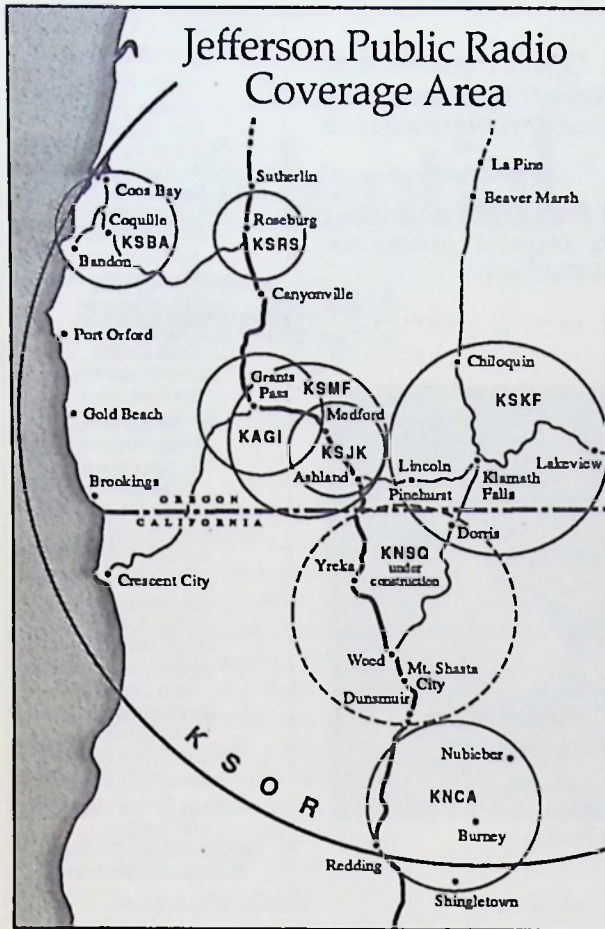 Jefferson Public Radio
Coverage Area
La Pine
Beaver Marsh
Coos Bay
Sutherlin
Coquille
KSBA
Bandon
Roseburg
KSRS
Canyonville
Port Orford
Chiloquin
Grants
Pass
KSMF
KSKF
Gold Beach
Medford
KAGI
KSJK
Lakeview
Ashland
Lincoln
Pinehurst
Klamath
Falls
Brookings
OREGON
CALIFORNIA
Dorris
KNSQ
under
construction
Yreka
Crescent City
Weed
Mt. Shasta
City
Dunsmuir
KSOR
Nubieber
KNCA
Burney
Redding
Shingletown